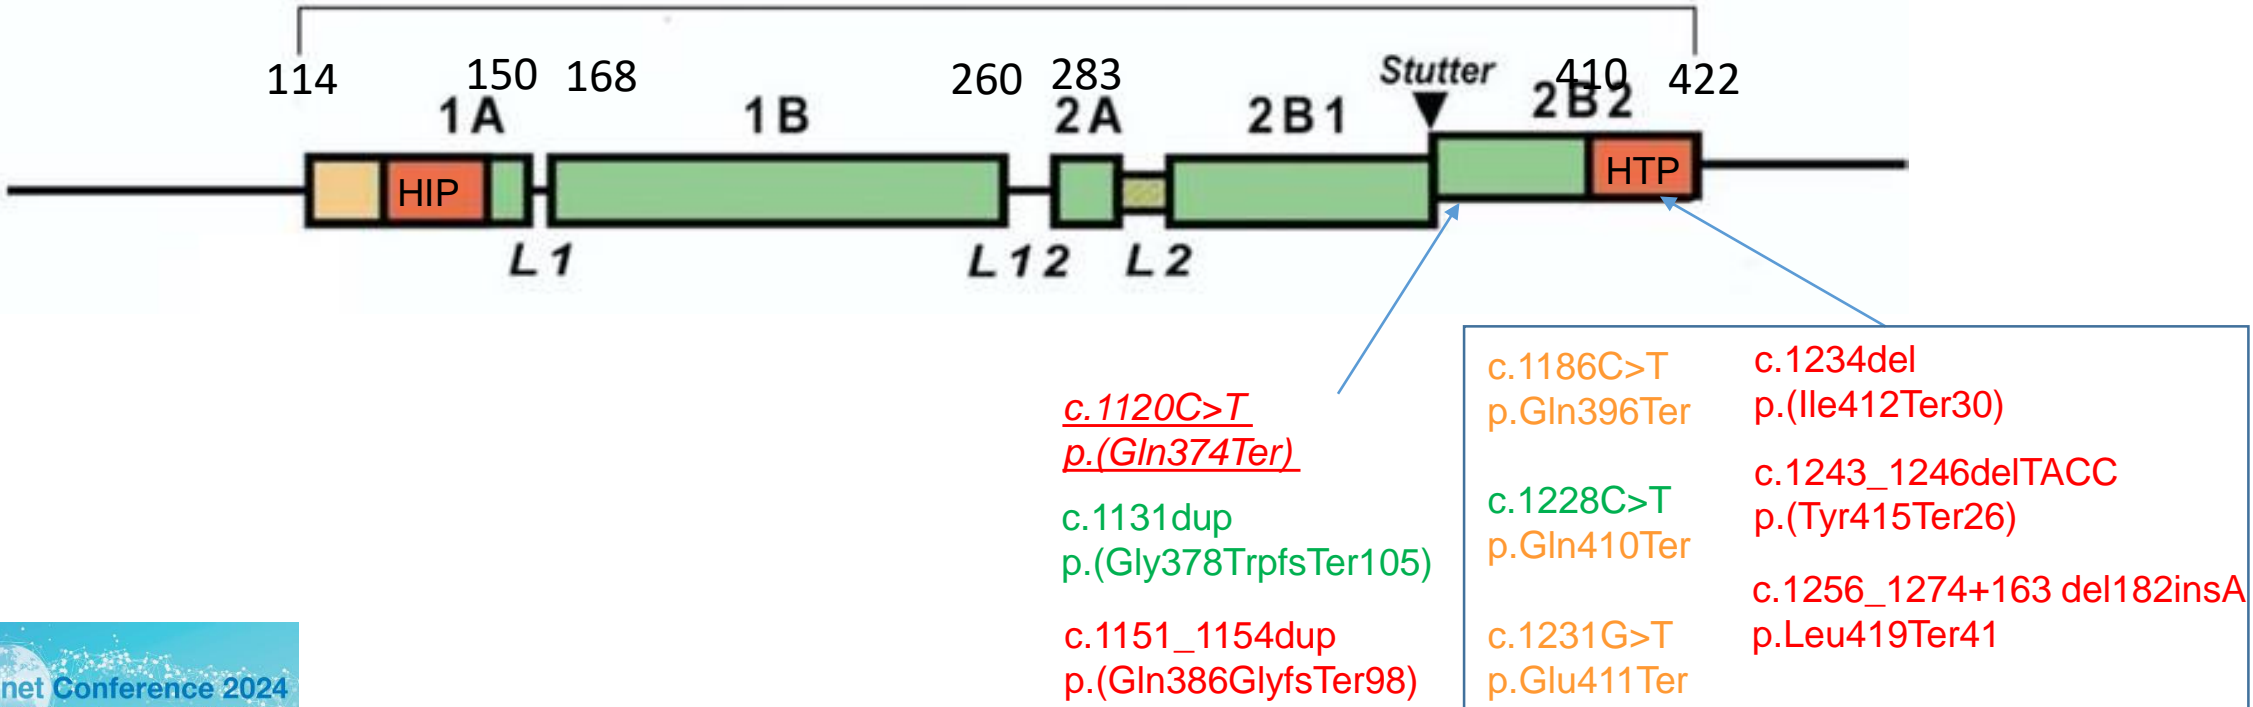 114
150
168
260
283
Stutter
410
422
1A
1B
2A
2B1
2B2
HIP
HTP
L1
L12
L2
c.1120C>T
p.(Gln374Ter)
c.1131dup
p.(Gly378TrpfsTer105)
c.1151_1154dup
p.(Gln386GlyfsTer98)
c.1186C>T
p.Gln396Ter
c.1228C>T
p.Gln410Ter
c.1231G>T
p.Glu411Ter
c.1234del
p.(Ile412Ter30)
c.1243_1246delTACC
p.(Tyr415Ter26)
c.1256_1274+163 del182insA
p.Leu419Ter41
net Conference 2024